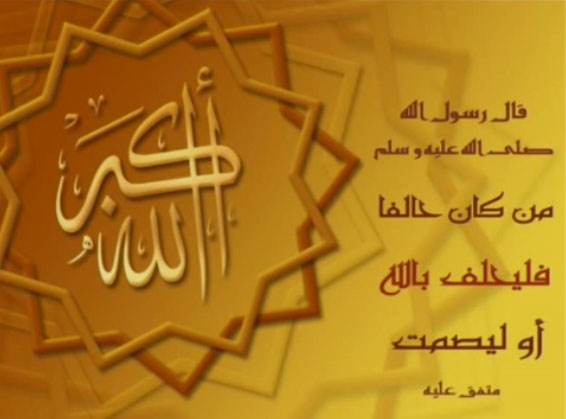 الله أكبر
قال رسول الله
صلى الله عليه و سلم
من كان حالفا
فليحلف بالله
أو ليصمت
متفق عليه